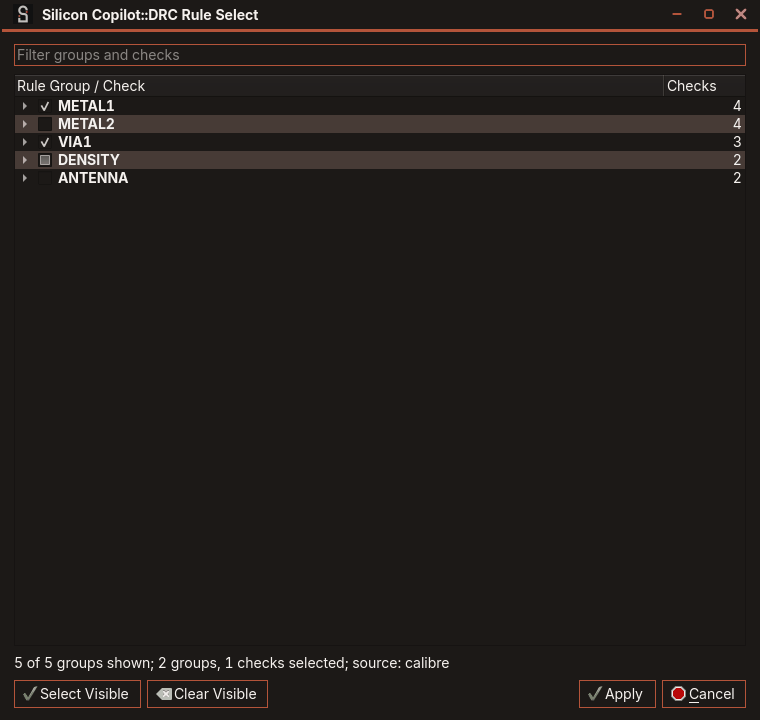 Silicon Copilot::DRC Rule Select
Filter groups and checks
Rule Group / Check Checks
METAL1 4
METAL2 4
VIA1 3
DENSITY 2
ANTENNA 2
5 of 5 groups shown; 2 groups, 1 checks selected; source: calibre
Select Visible Clear Visible Apply Cancel